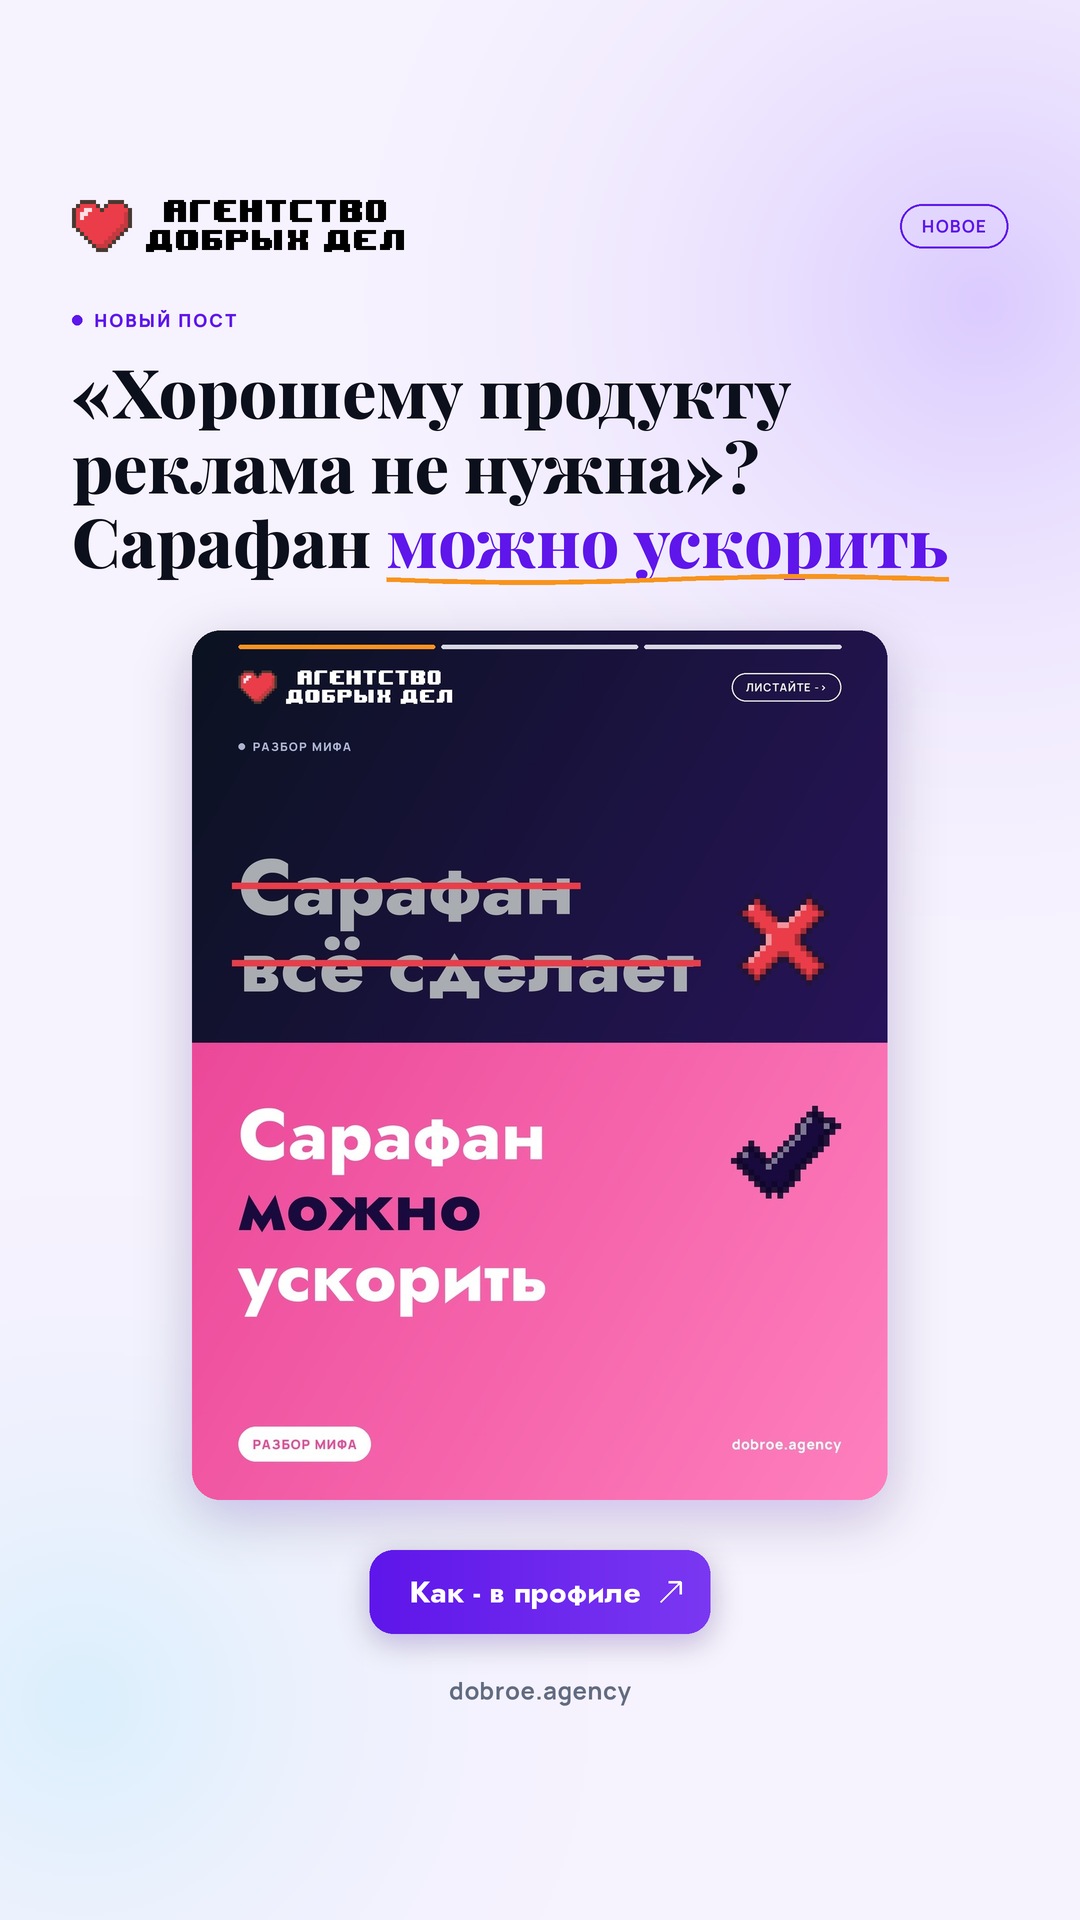 АГЕНТСТВО
ДОБРЫХ ДЕЛ
НОВОЕ
НОВЫЙ ПОСТ
«Хорошему продукту
реклама не нужна»?
Сарафан можно ускорить
АГЕНТСТВО
ДОБРЫХ ДЕЛ
ЛИСТАЙТЕ ->
РАЗБОР МИФА
Сарафан
всё сделает
Сарафан
можно
ускорить
РАЗБОР МИФА
dobroe.agency
Как - в профиле ↗
dobroe.agency